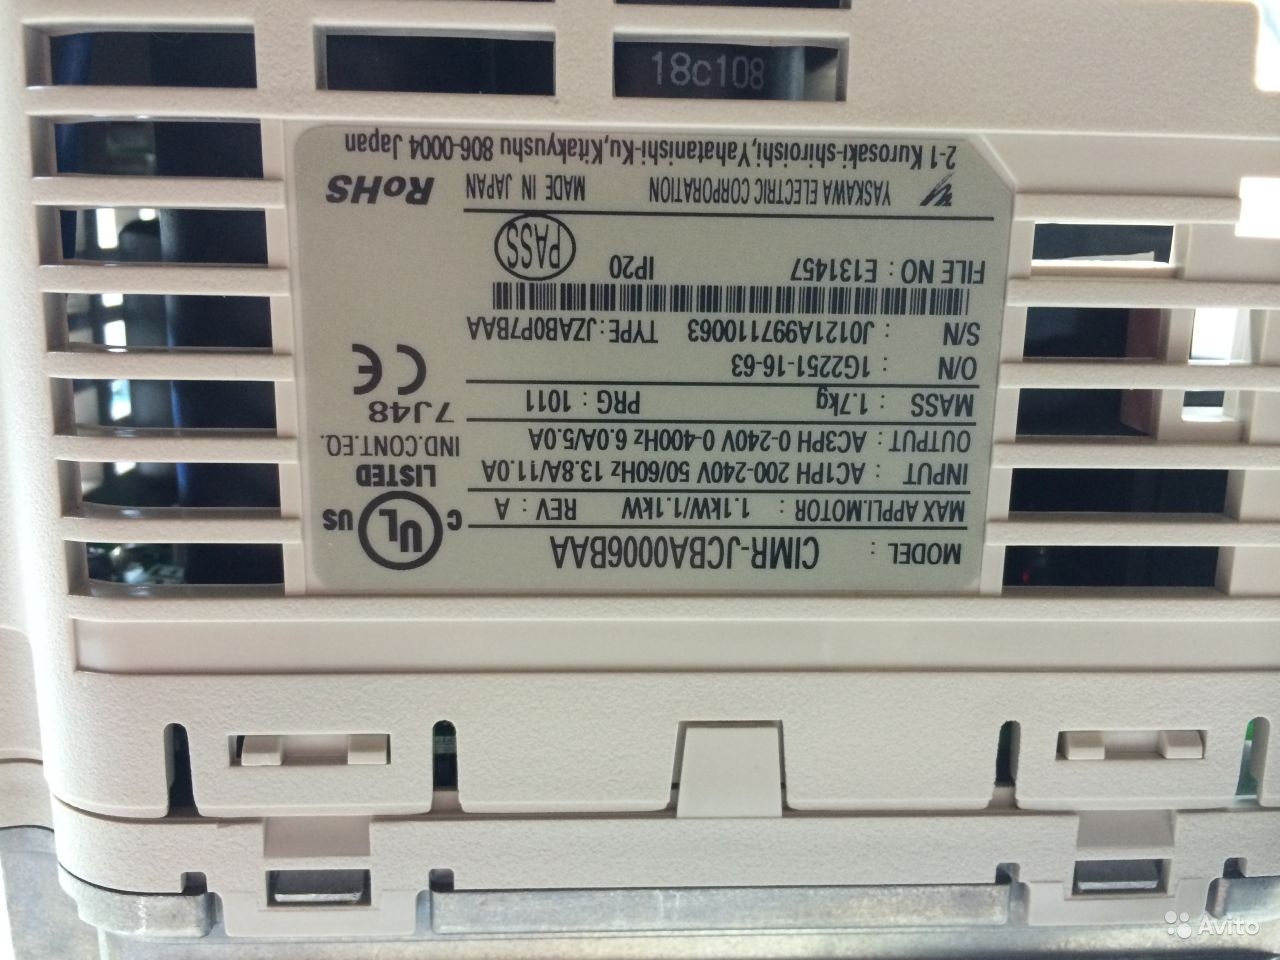 MODEL : CIMR-JCBA0006BAA
MAX APPLI.MOTOR : 1.1kW/1.1kW REV : A
INPUT : AC1PH 200-240V 50/60Hz 13.8A/11.0A
OUTPUT : AC3PH 0-240V 0-400Hz 6.0A/5.0A
MASS : 1.7kg PRG : 1011
O/N : 1G2251-16-63
S/N : J0121A997110063 TYPE : JZAB0P7BAA
FILE NO : E131457 IP20
PASS
YASKAWA ELECTRIC CORPORATION MADE IN JAPAN
2-1 Kurosaki-shiroishi,Yahatanishi-Ku,Kitakyushu 806-0004 Japan
C UL US
LISTED
IND.CONT.EQ.
7J48
CE
RoHS
18c108
Avito